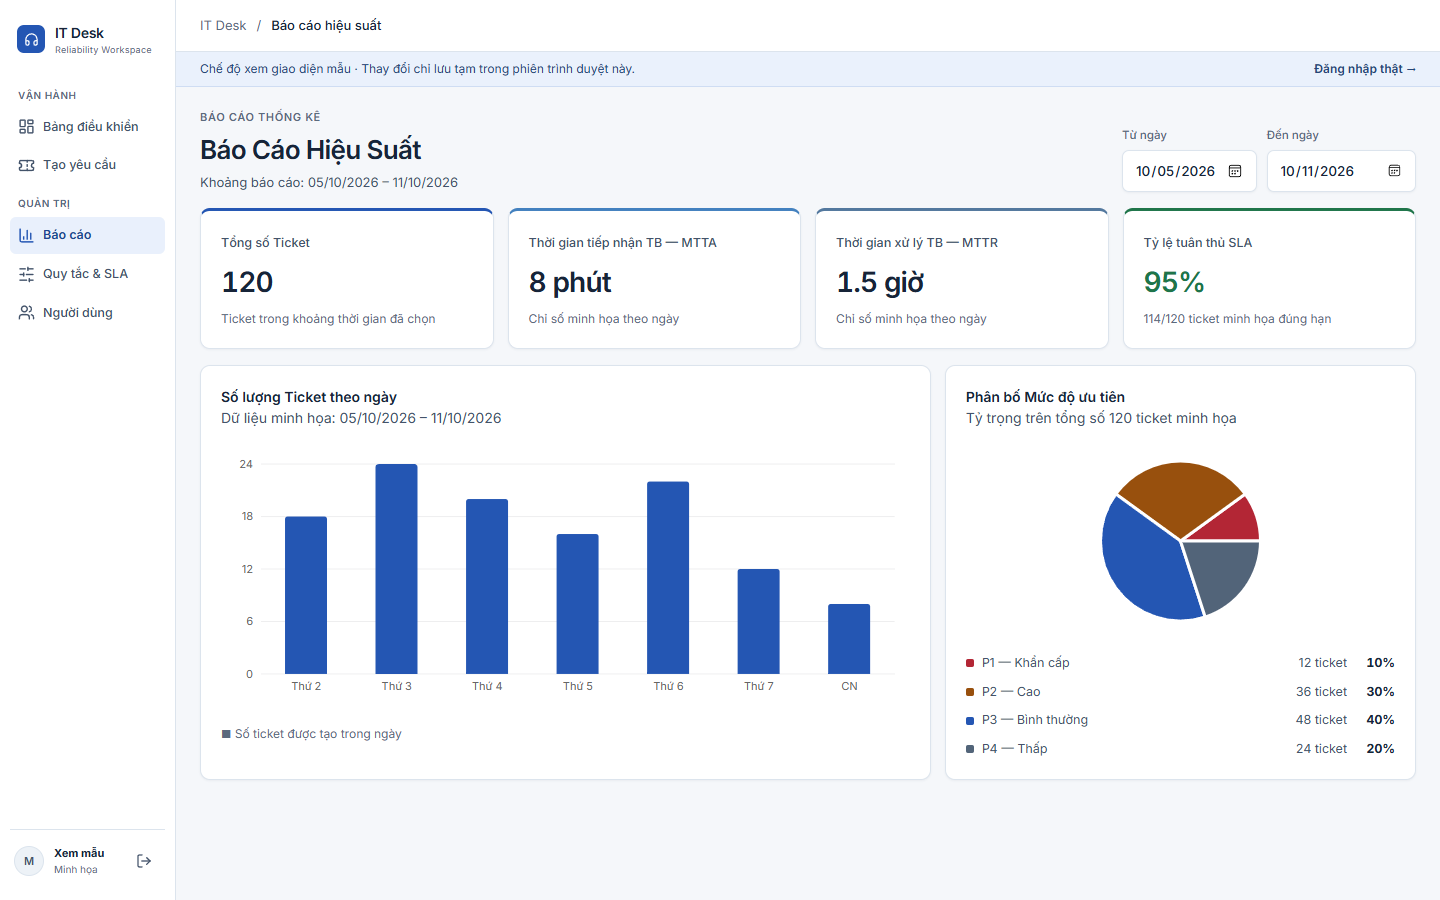 IT Desk
Reliability Workspace
VẬN HÀNH
Bảng điều khiển
Tạo yêu cầu
QUẢN TRỊ
Báo cáo
Quy tắc & SLA
Người dùng
M
Xem mẫu
Minh họa
IT Desk / Báo cáo hiệu suất
Chế độ xem giao diện mẫu · Thay đổi chỉ lưu tạm trong phiên trình duyệt này.
Đăng nhập thật →
BÁO CÁO THỐNG KÊ
Báo Cáo Hiệu Suất
Khoảng báo cáo: 05/10/2026 – 11/10/2026
Từ ngày
10/05/2026
Đến ngày
10/11/2026
Tổng số Ticket
120
Ticket trong khoảng thời gian đã chọn
Thời gian tiếp nhận TB — MTTA
8 phút
Chỉ số minh họa theo ngày
Thời gian xử lý TB — MTTR
1.5 giờ
Chỉ số minh họa theo ngày
Tỷ lệ tuân thủ SLA
95%
114/120 ticket minh họa đúng hạn
Số lượng Ticket theo ngày
Dữ liệu minh họa: 05/10/2026 – 11/10/2026
24
18
12
6
0
Thứ 2 Thứ 3 Thứ 4 Thứ 5 Thứ 6 Thứ 7 CN
Số ticket được tạo trong ngày
Phân bố Mức độ ưu tiên
Tỷ trọng trên tổng số 120 ticket minh họa
P1 — Khẩn cấp 12 ticket 10%
P2 — Cao 36 ticket 30%
P3 — Bình thường 48 ticket 40%
P4 — Thấp 24 ticket 20%